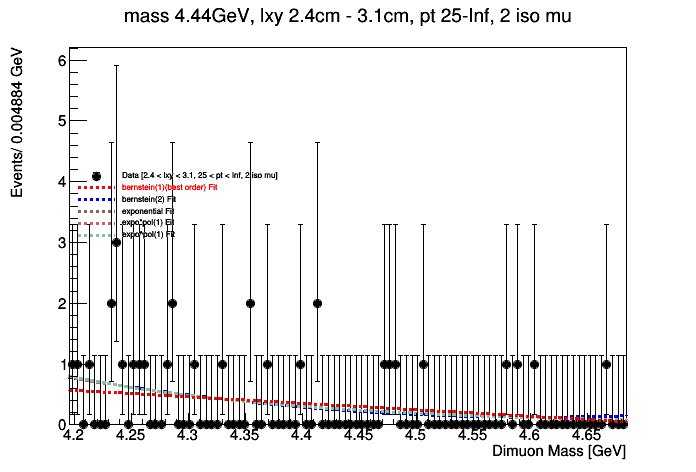 mass 4.44GeV, lxy 2.4cm - 3.1cm, pt 25-Inf, 2 iso mu
Events/ 0.004884 GeV
6
5
4
3
2
1
0
Data [2.4 < lxy < 3.1, 25 < pt < Inf, 2 iso mu]
bernstein(1)(best order) Fit
bernstein(2) Fit
exponential Fit
expo*pol(1) Fit
expo*pol(1) Fit
4.2 4.25 4.3 4.35 4.4 4.45 4.5 4.55 4.6 4.65
Dimuon Mass [GeV]